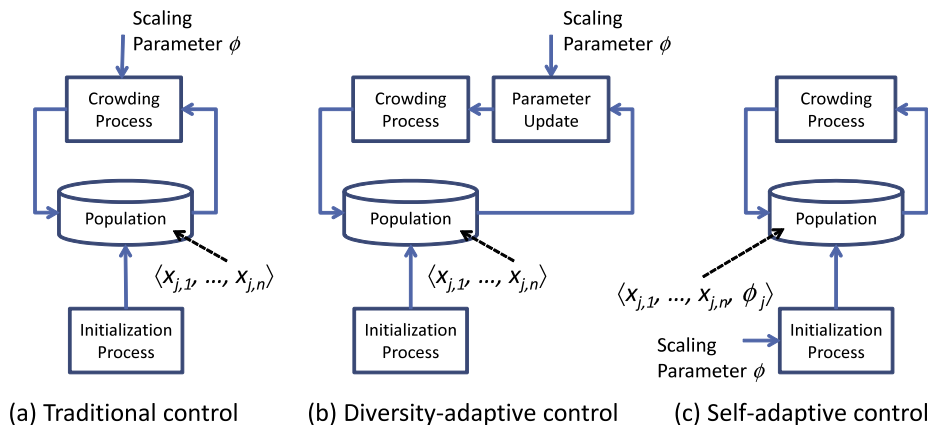 Scaling
Parameter ϕ
Crowding
Process
Population
⟨x_{j,1}, ..., x_{j,n}⟩
Initialization
Process
(a) Traditional control
Scaling
Parameter ϕ
Crowding
Process
Parameter
Update
Population
⟨x_{j,1}, ..., x_{j,n}⟩
Initialization
Process
(b) Diversity-adaptive control
Crowding
Process
Population
⟨x_{j,1}, ..., x_{j,n}, ϕ_j⟩
Scaling
Parameter ϕ
Initialization
Process
(c) Self-adaptive control